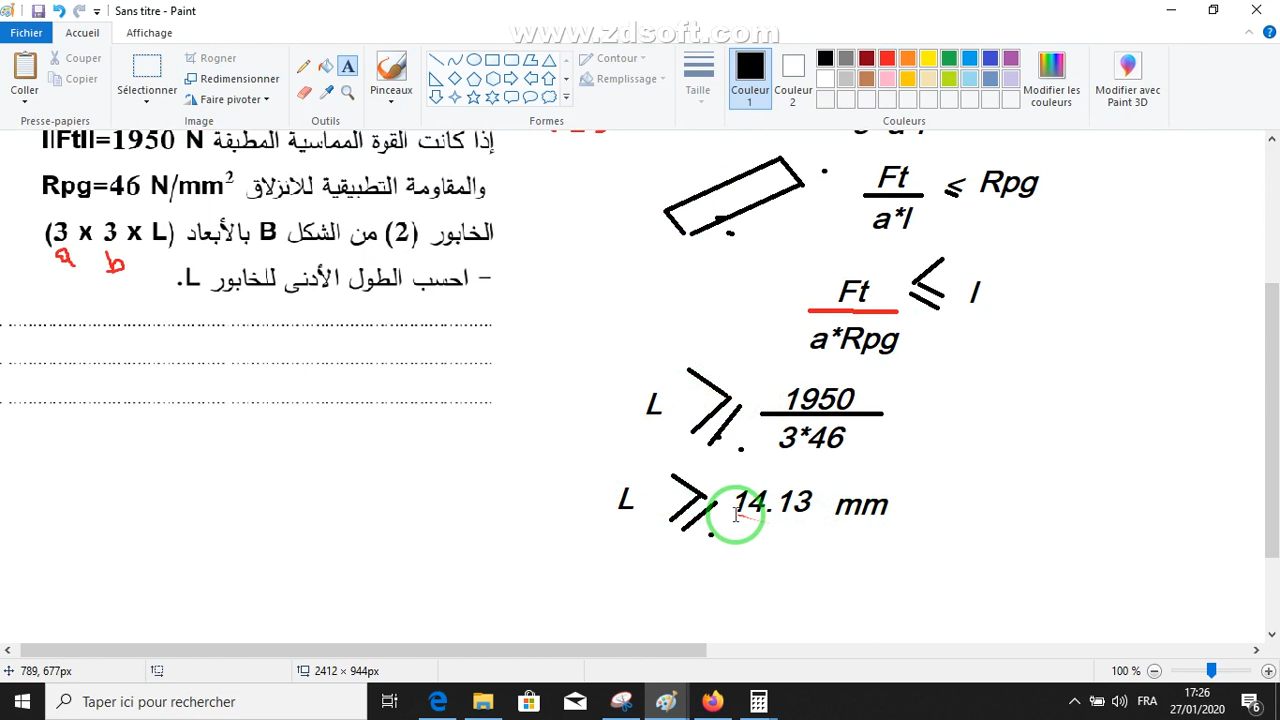 Sans titre - Paint
www.zdsoft.com
Fichier
Accueil
Affichage
Coller
Couper
Copier
Presse-papiers
Sélectionner
Rogner
Redimensionner
Faire pivoter
Image
A
Outils
Pinceaux
Contour
Remplissage
Formes
Taille
Couleur 1
Couleur 2
Modifier les couleurs
Couleurs
Modifier avec Paint 3D
إذا كانت القوة المماسية المطبقة IIFtII=1950 N
والمقاومة التطبيقية للانزلاق Rpg=46 N/mm²
الخابور (2) من الشكل B بالأبعاد (3 x 3 x L)
a b
- احسب الطول الأدنى للخابور L.
Ft
a*l
⩽ Rpg
Ft
a*Rpg
⩽ l
L ⩾ 1950
3*46
L ⩾ 14.13 mm
789, 677px
2412 × 944px
100 %
Taper ici pour rechercher
FRA
17:26
27/01/2020
6